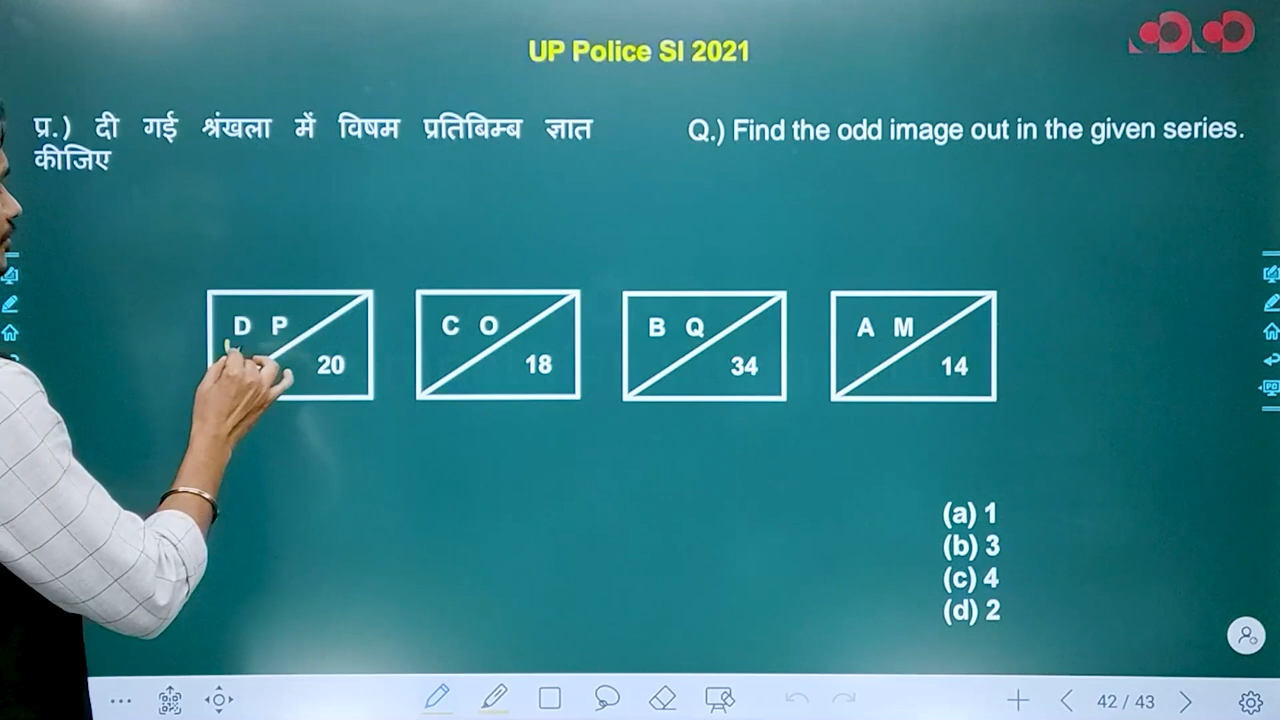 UP Police SI 2021
प्र.) दी गई श्रंखला में विषम प्रतिबिम्ब ज्ञात
कीजिए
Q.) Find the odd image out in the given series.
D P
20
C O
18
B Q
34
A M
14
(a) 1
(b) 3
(c) 4
(d) 2
42 / 43